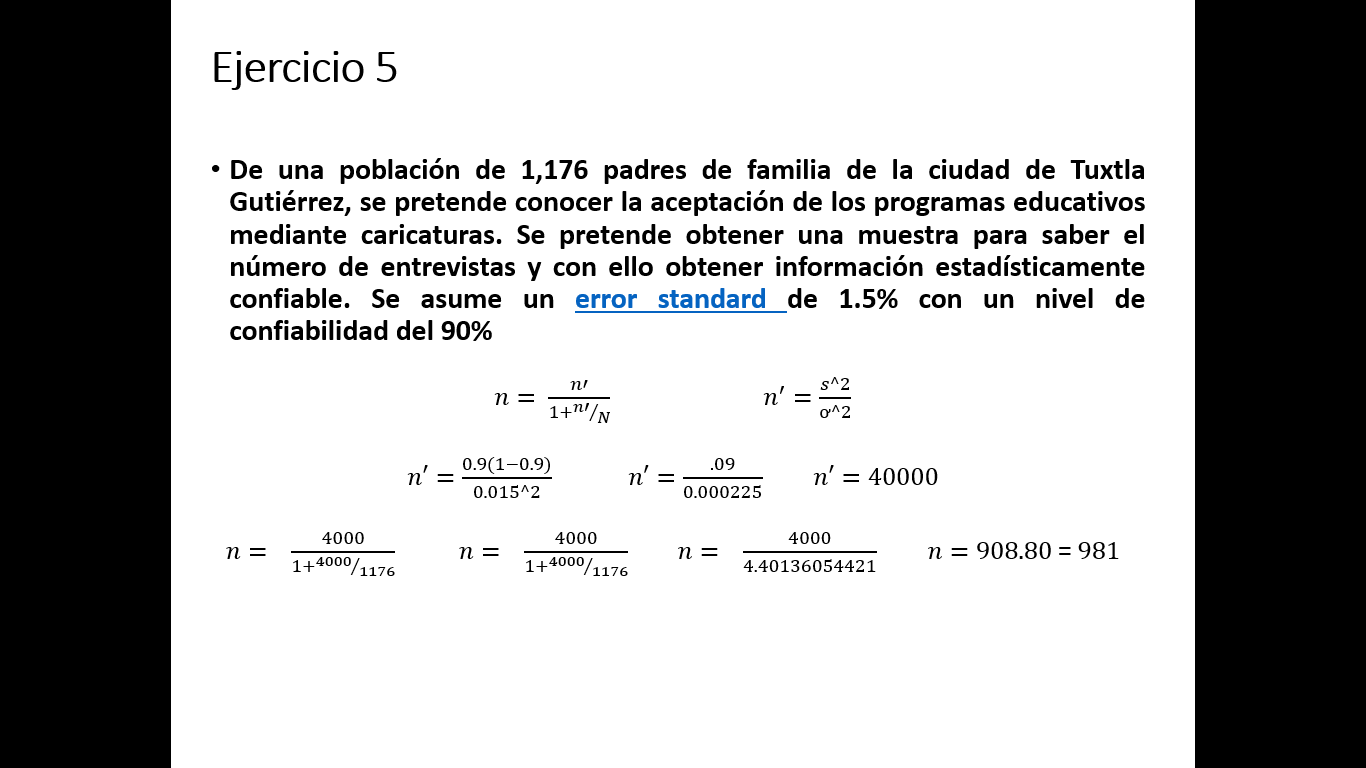 Ejercicio 5
• De una población de 1,176 padres de familia de la ciudad de Tuxtla
Gutiérrez, se pretende conocer la aceptación de los programas educativos
mediante caricaturas. Se pretende obtener una muestra para saber el
número de entrevistas y con ello obtener información estadísticamente
confiable. Se asume un error standard de 1.5% con un nivel de
confiabilidad del 90%
n = n′/(1+n′/N) n′ = s^2/σ^2
n′ = 0.9(1−0.9)/0.015^2 n′ = .09/0.000225 n′ = 40000
n = 4000/(1+4000/1176) n = 4000/(1+4000/1176) n = 4000/4.40136054421 n = 908.80 = 981